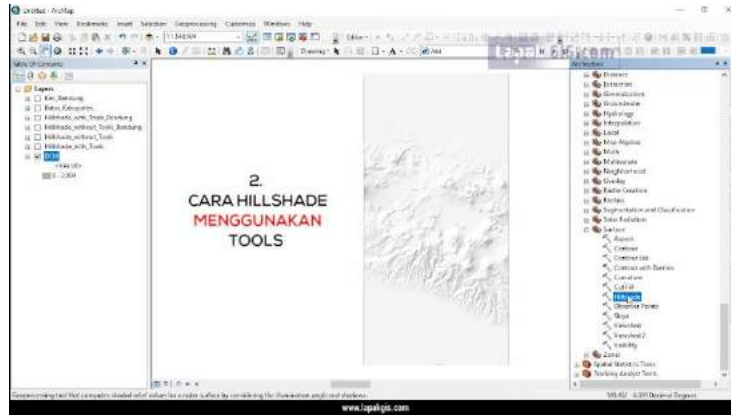 Untitled - ArcMap
File Edit View Bookmarks Insert Selection Geoprocessing Customize Windows Help
Drawing
Table Of Contents
ArcToolbox
Layers
Kec_Bandung
Batas_Kabupaten
Hillshade_with_Tools_Bandung
Hillshade_without_Tools_Bandung
Hillshade_without_Tools
Hillshade_with_Tools
<VALUE>
2.
CARA HILLSHADE
MENGGUNAKAN
TOOLS
Distance
Extraction
Generalization
Groundwater
Hydrology
Interpolation
Local
Map Algebra
Math
Multivariate
Neighborhood
Overlay
Raster Creation
Reclass
Segmentation and Classification
Solar Radiation
Surface
Aspect
Contour
Contour List
Contour with Barriers
Curvature
Cut Fill
Hillshade
Observer Points
Slope
Viewshed
Viewshed 2
Visibility
Zonal
Spatial Statistics Tools
Tracking Analyst Tools
Decimal Degrees
www.lapakgis.com